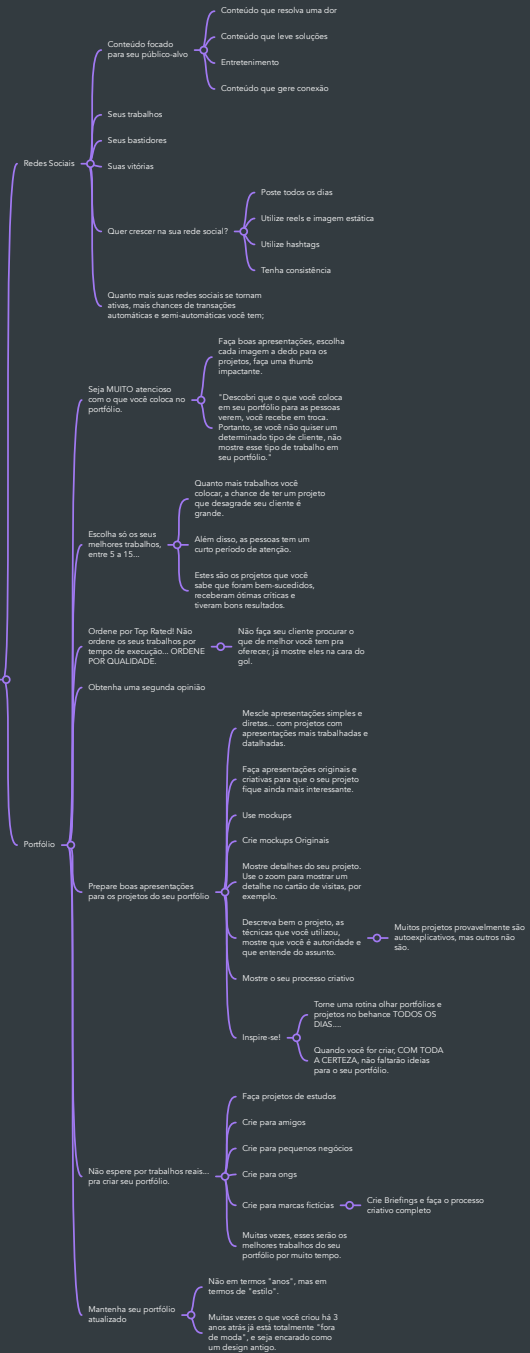 Redes Sociais
Conteúdo focado
para seu público-alvo
Conteúdo que resolva uma dor
Conteúdo que leve soluções
Entretenimento
Conteúdo que gere conexão
Seus trabalhos
Seus bastidores
Suas vitórias
Quer crescer na sua rede social?
Poste todos os dias
Utilize reels e imagem estática
Utilize hashtags
Tenha consistência
Quanto mais suas redes sociais se tornam
ativas, mais chances de transações
automáticas e semi-automáticas você tem;
Portfólio
Seja MUITO atencioso
com o que você coloca no
portfólio.
Faça boas apresentações, escolha
cada imagem a dedo para os
projetos, faça uma thumb
impactante.
"Descobri que o que você coloca
em seu portfólio para as pessoas
verem, você recebe em troca.
Portanto, se você não quiser um
determinado tipo de cliente, não
mostre esse tipo de trabalho em
seu portfólio."
Escolha só os seus
melhores trabalhos,
entre 5 a 15...
Quanto mais trabalhos você
colocar, a chance de ter um projeto
que desagrade seu cliente é
grande.
Além disso, as pessoas tem um
curto período de atenção.
Estes são os projetos que você
sabe que foram bem-sucedidos,
receberam ótimas críticas e
tiveram bons resultados.
Ordene por Top Rated! Não
ordene os seus trabalhos por
tempo de execução... ORDENE
POR QUALIDADE.
Não faça seu cliente procurar o
que de melhor você tem pra
oferecer, já mostre eles na cara do
gol.
Obtenha uma segunda opinião
Prepare boas apresentações
para os projetos do seu portfólio
Mescle apresentações simples e
diretas... com projetos com
apresentações mais trabalhadas e
datalhadas.
Faça apresentações originais e
criativas para que o seu projeto
fique ainda mais interessante.
Use mockups
Crie mockups Originais
Mostre detalhes do seu projeto.
Use o zoom para mostrar um
detalhe no cartão de visitas, por
exemplo.
Descreva bem o projeto, as
técnicas que você utilizou,
mostre que você é autoridade e
que entende do assunto.
Muitos projetos provavelmente são
autoexplicativos, mas outros não
são.
Mostre o seu processo criativo
Inspire-se!
Torne uma rotina olhar portfólios e
projetos no behance TODOS OS
DIAS....
Quando você for criar, COM TODA
A CERTEZA, não faltarão ideias
para o seu portfólio.
Não espere por trabalhos reais...
pra criar seu portfólio.
Faça projetos de estudos
Crie para amigos
Crie para pequenos negócios
Crie para ongs
Crie para marcas fictícias
Crie Briefings e faça o processo
criativo completo
Muitas vezes, esses serão os
melhores trabalhos do seu
portfólio por muito tempo.
Mantenha seu portfólio
atualizado
Não em termos "anos", mas em
termos de "estilo".
Muitas vezes o que você criou há 3
anos atrás já está totalmente "fora
de moda", e seja encarado como
um design antigo.